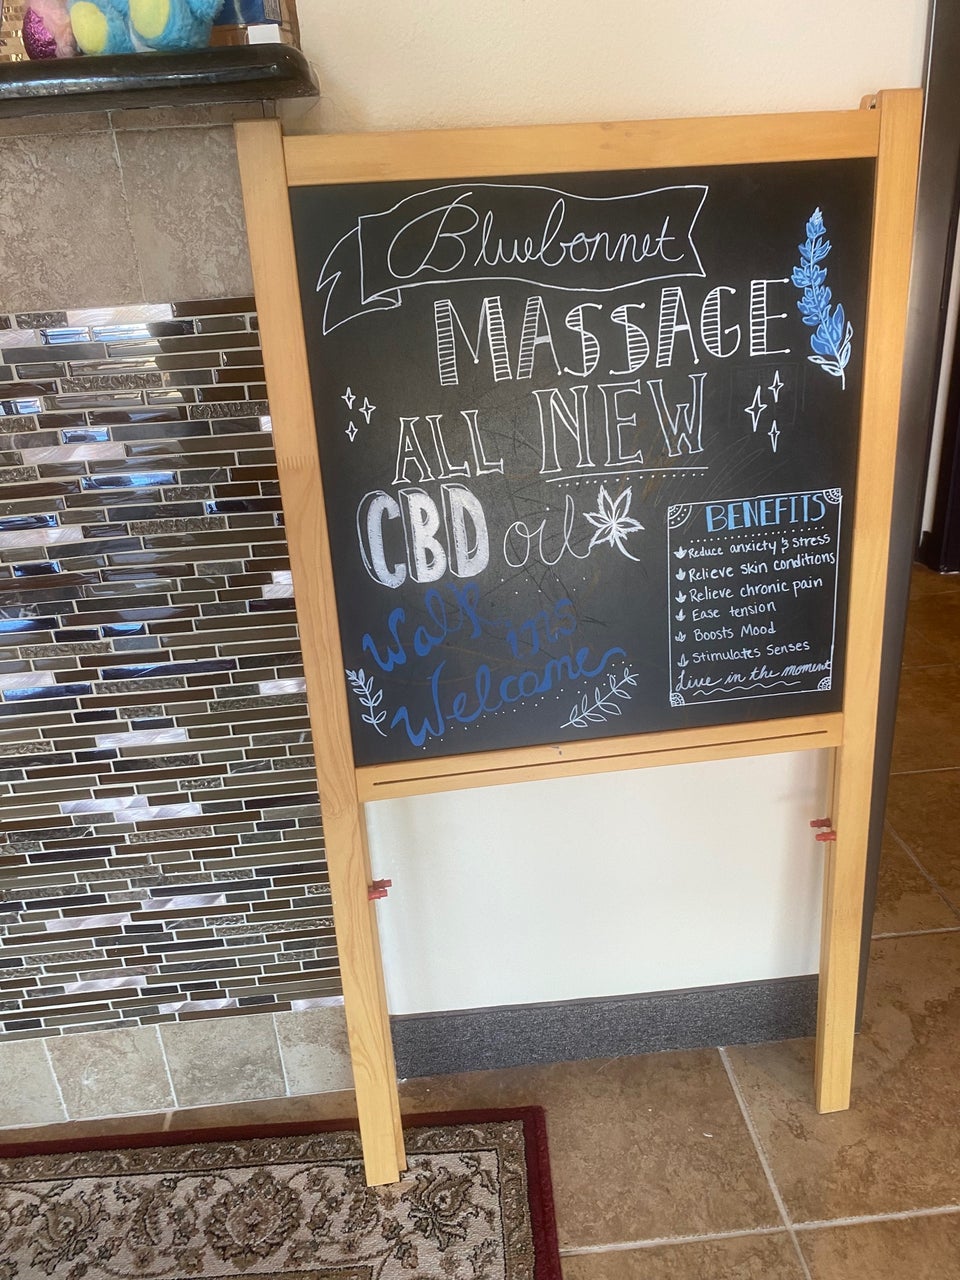 Bluebonnet
MASSAGE
ALL NEW
CBD oil
Walk ins
Welcome
BENEFITS
Reduce anxiety & stress
Relieve skin conditions
Relieve chronic pain
Ease tension
Boosts Mood
Stimulates Senses
Live in the moment